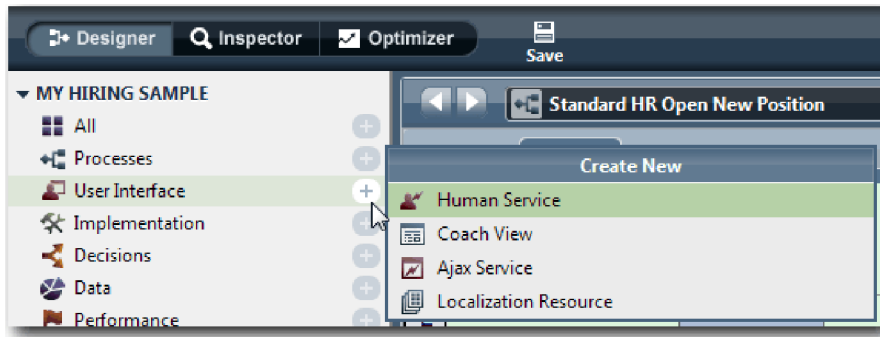 Designer Inspector Optimizer
Save
MY HIRING SAMPLE
Standard HR Open New Position
All
Processes
Create New
User Interface
Human Service
Implementation
Coach View
Decisions
Ajax Service
Data
Localization Resource
Performance